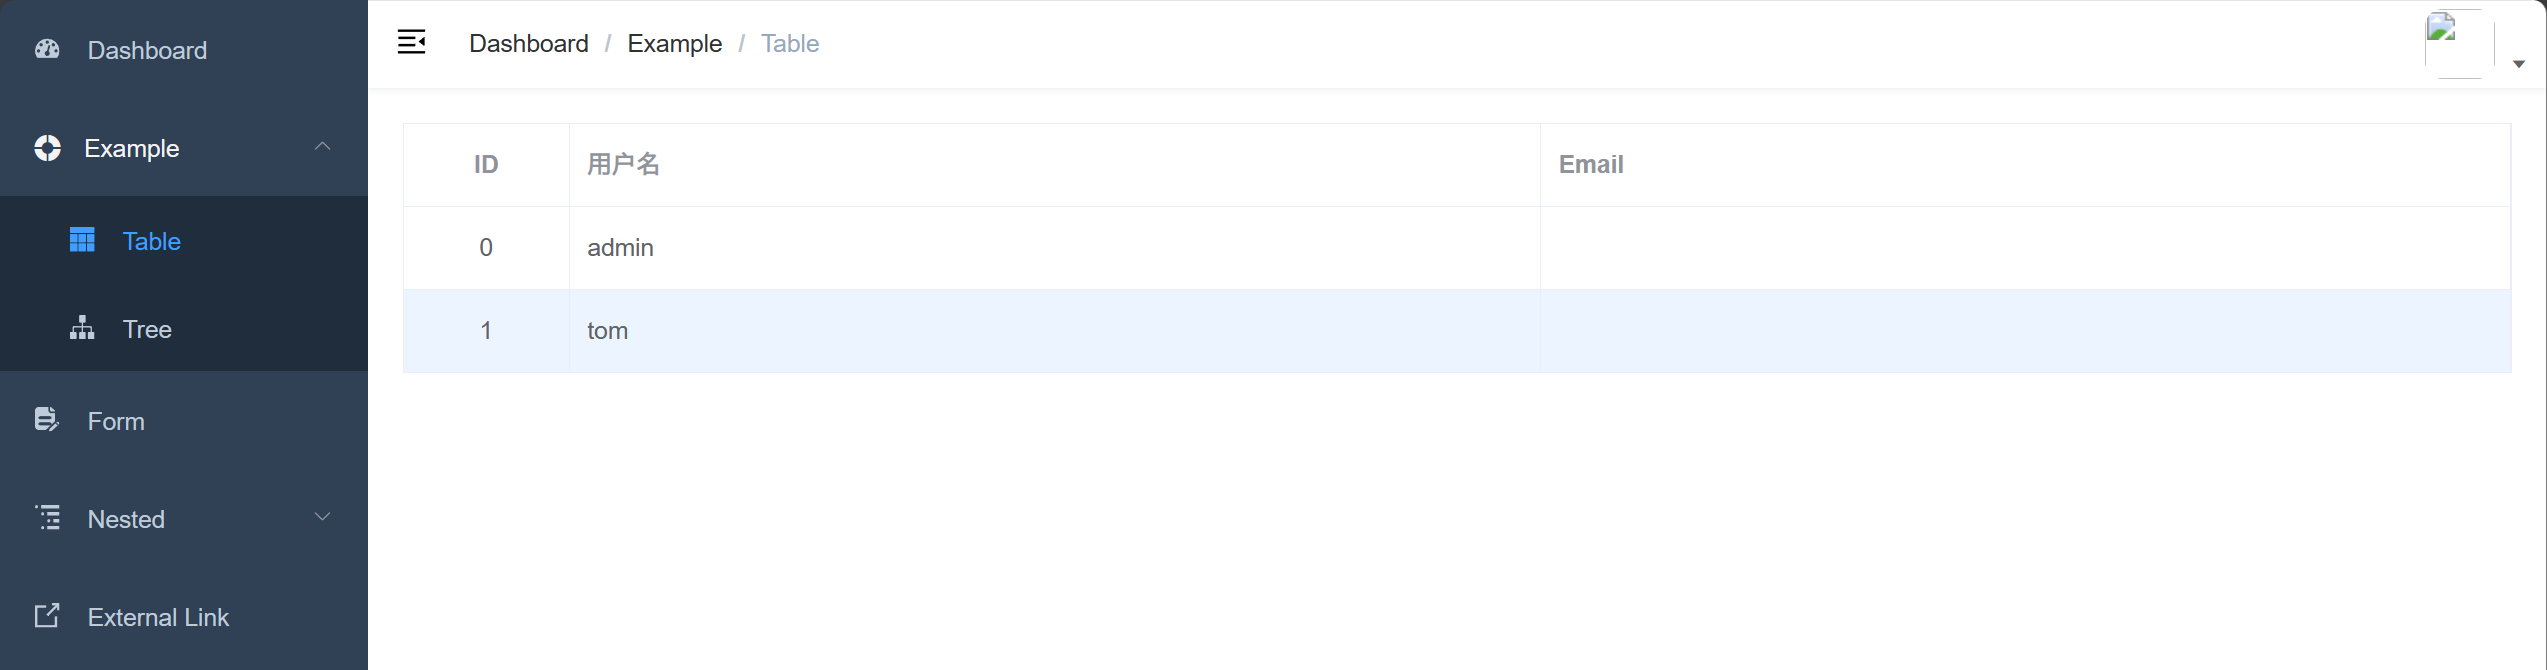 Dashboard
Example
Table
Tree
Form
Nested
External Link
Dashboard / Example / Table
ID 用户名 Email
0 admin
1 tom